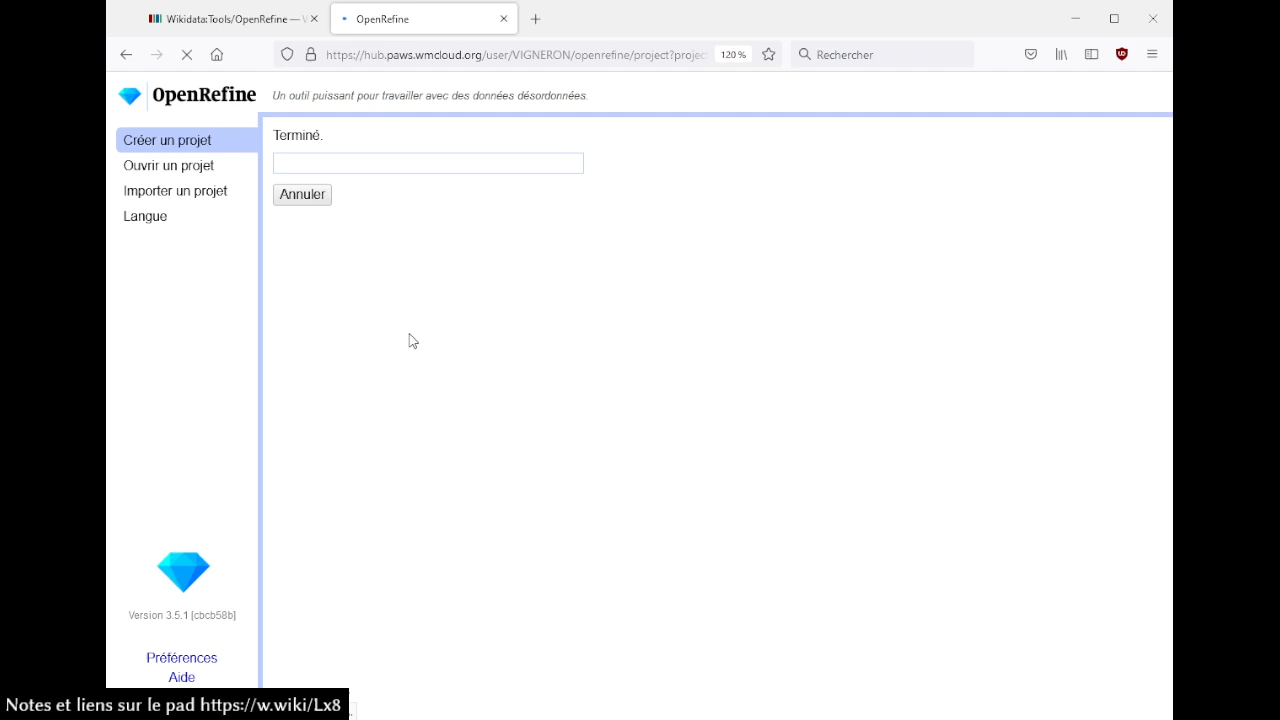 Wikidata:Tools/OpenRefine — V
OpenRefine
https://hub.paws.wmcloud.org/user/VIGNERON/openrefine/project?projec
120 %
Rechercher
OpenRefine
Un outil puissant pour travailler avec des données désordonnées.
Créer un projet
Ouvrir un projet
Importer un projet
Langue
Terminé.
Annuler
Version 3.5.1 [cbcb58b]
Préférences
Aide
Notes et liens sur le pad https://w.wiki/Lx8